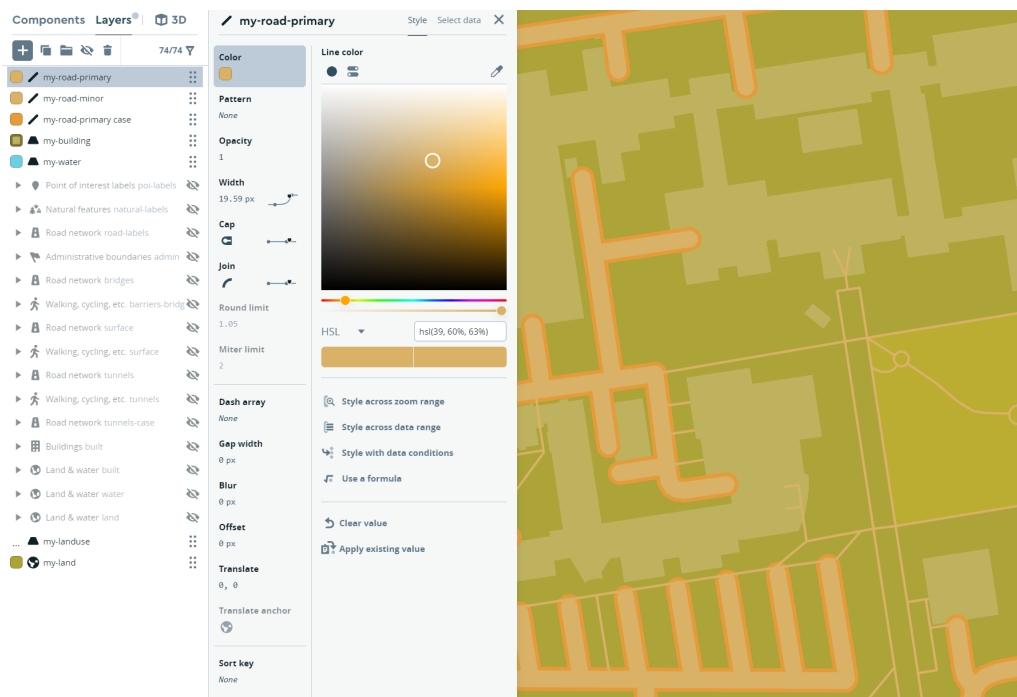 Components Layers 3D
74/74
my-road-primary
my-road-minor
my-road-primary case
my-building
my-water
Point of interest labels poi-labels
Natural features natural-labels
Road network road-labels
Administrative boundaries admin
Road network bridges
Walking, cycling, etc. barriers-bridg
Road network surface
Walking, cycling, etc. surface
Road network tunnels
Walking, cycling, etc. tunnels
Road network tunnels-case
Buildings built
Land & water built
Land & water water
Land & water land
... my-landuse
my-land
my-road-primary Style Select data
Color
Pattern
None
Opacity
1
Width
19.59 px
Cap
Join
Round limit
1.05
Miter limit
2
Dash array
None
Gap width
0 px
Blur
0 px
Offset
0 px
Translate
0, 0
Translate anchor
Sort key
None
Line color
HSL hsl(39, 60%, 63%)
Style across zoom range
Style across data range
Style with data conditions
Use a formula
Clear value
Apply existing value